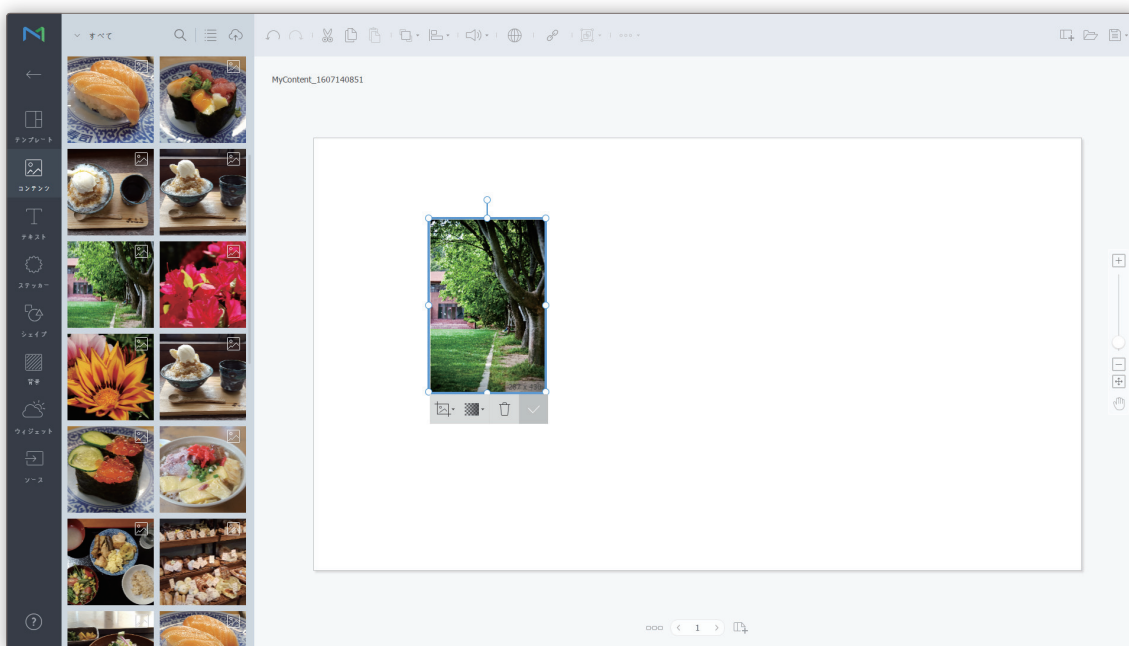 すべて
MyContent_1607140851
テンプレート
コンテンツ
テキスト
ステッカー
シェイプ
背景
ウィジェット
ソース
?
1